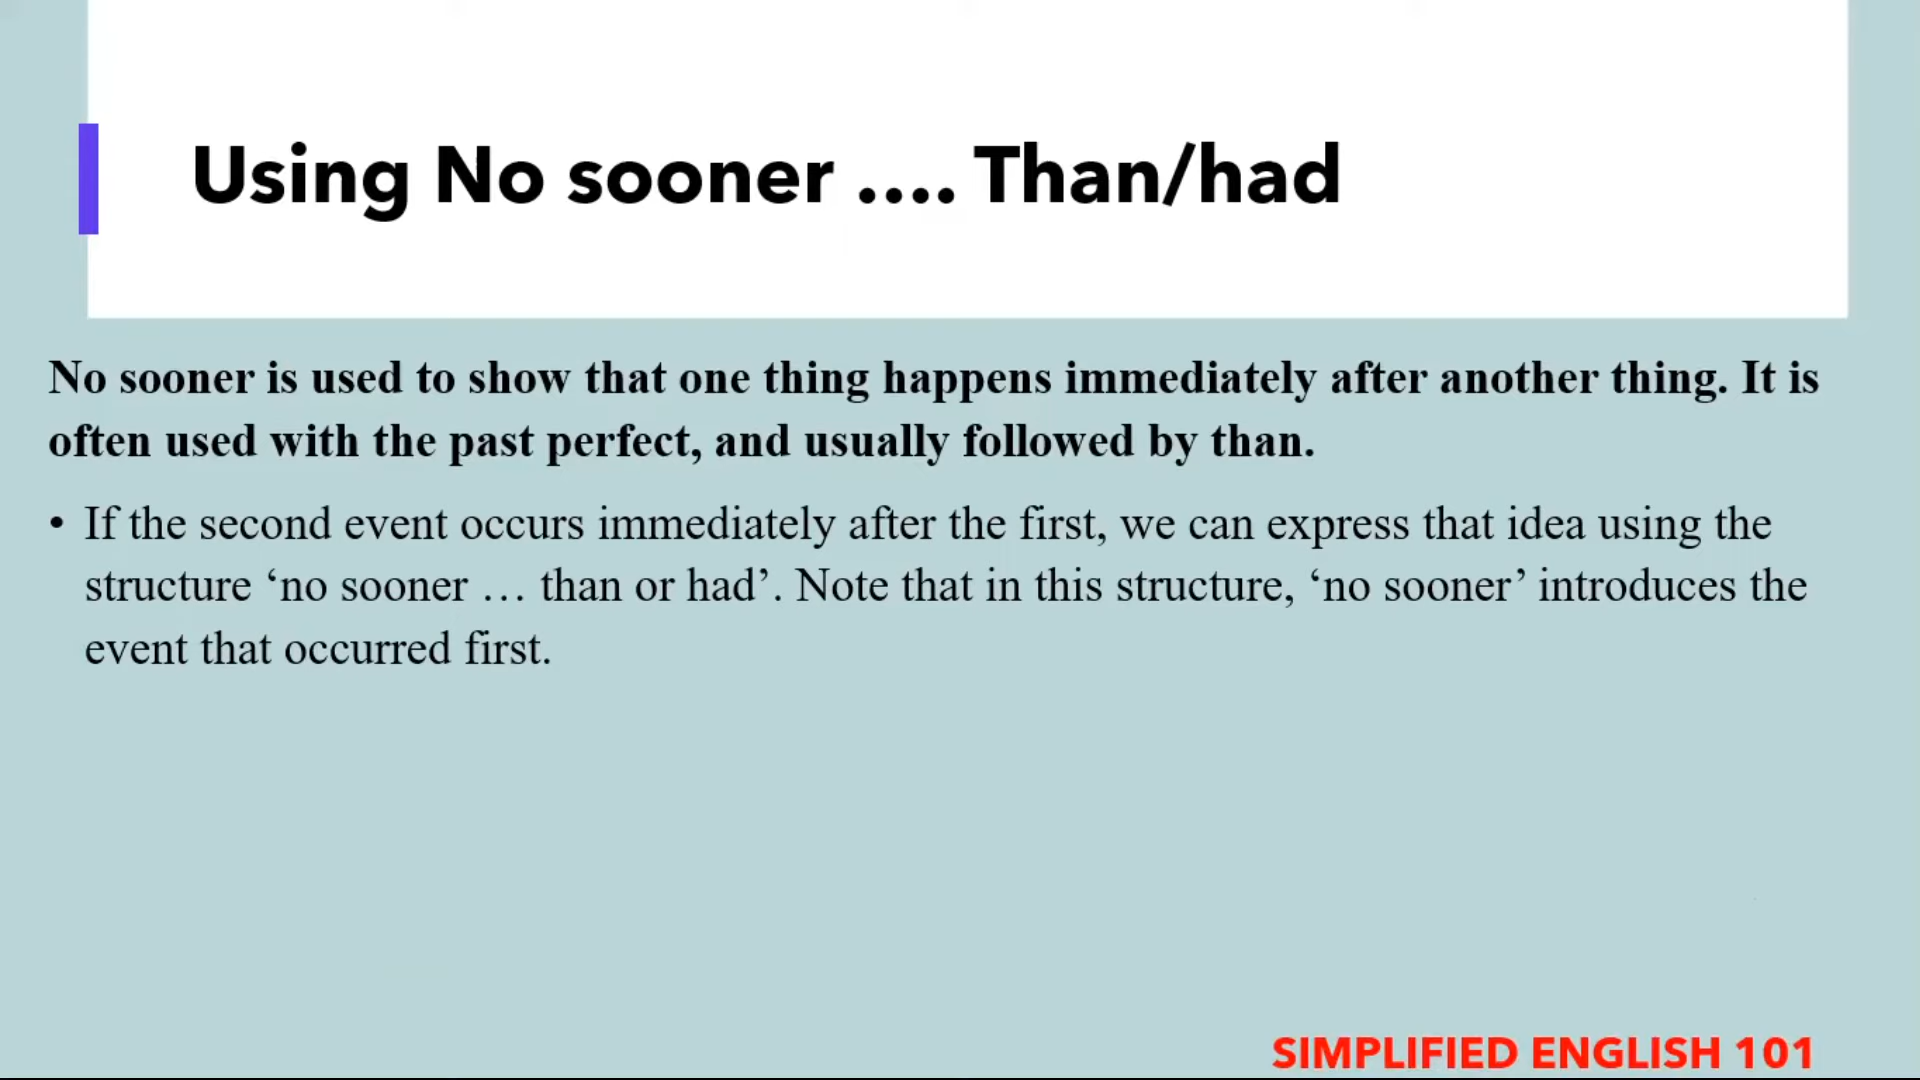 Using No sooner .... Than/had
No sooner is used to show that one thing happens immediately after another thing. It is
often used with the past perfect, and usually followed by than.
• If the second event occurs immediately after the first, we can express that idea using the
structure ‘no sooner … than or had’. Note that in this structure, ‘no sooner’ introduces the
event that occurred first.
SIMPLIFIED ENGLISH 101